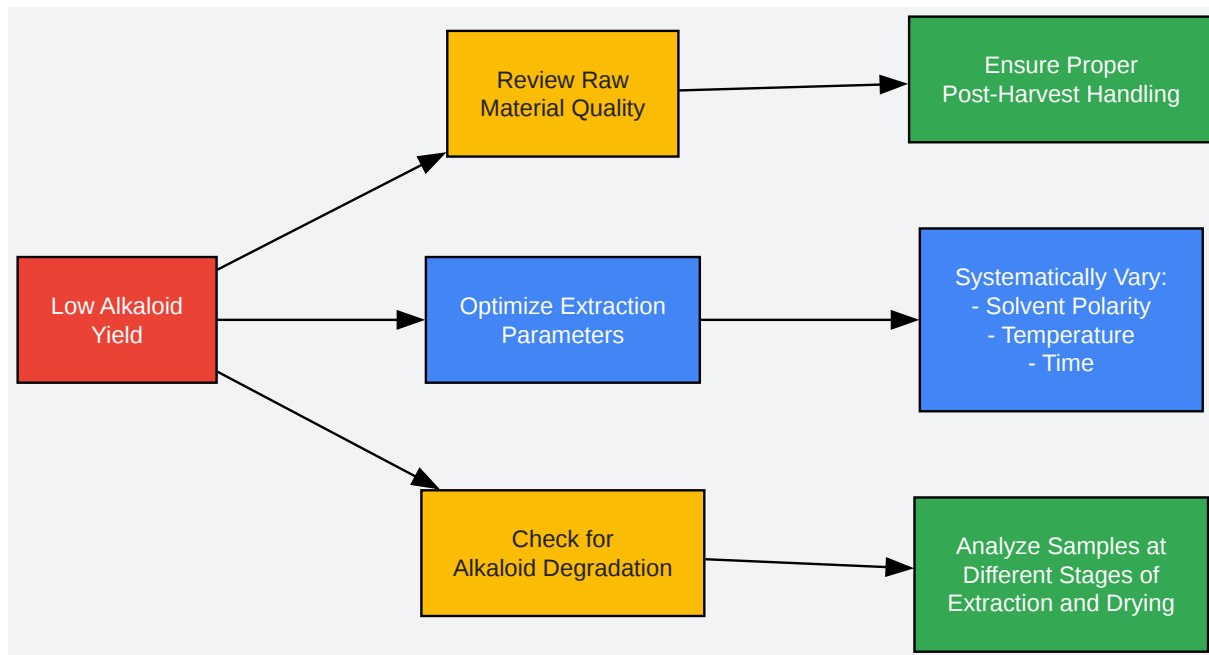 Review Raw
Material Quality
Ensure Proper
Post-Harvest Handling
Low Alkaloid
Yield
Optimize Extraction
Parameters
Systematically Vary:
- Solvent Polarity
- Temperature
- Time
Check for
Alkaloid Degradation
Analyze Samples at
Different Stages of
Extraction and Drying